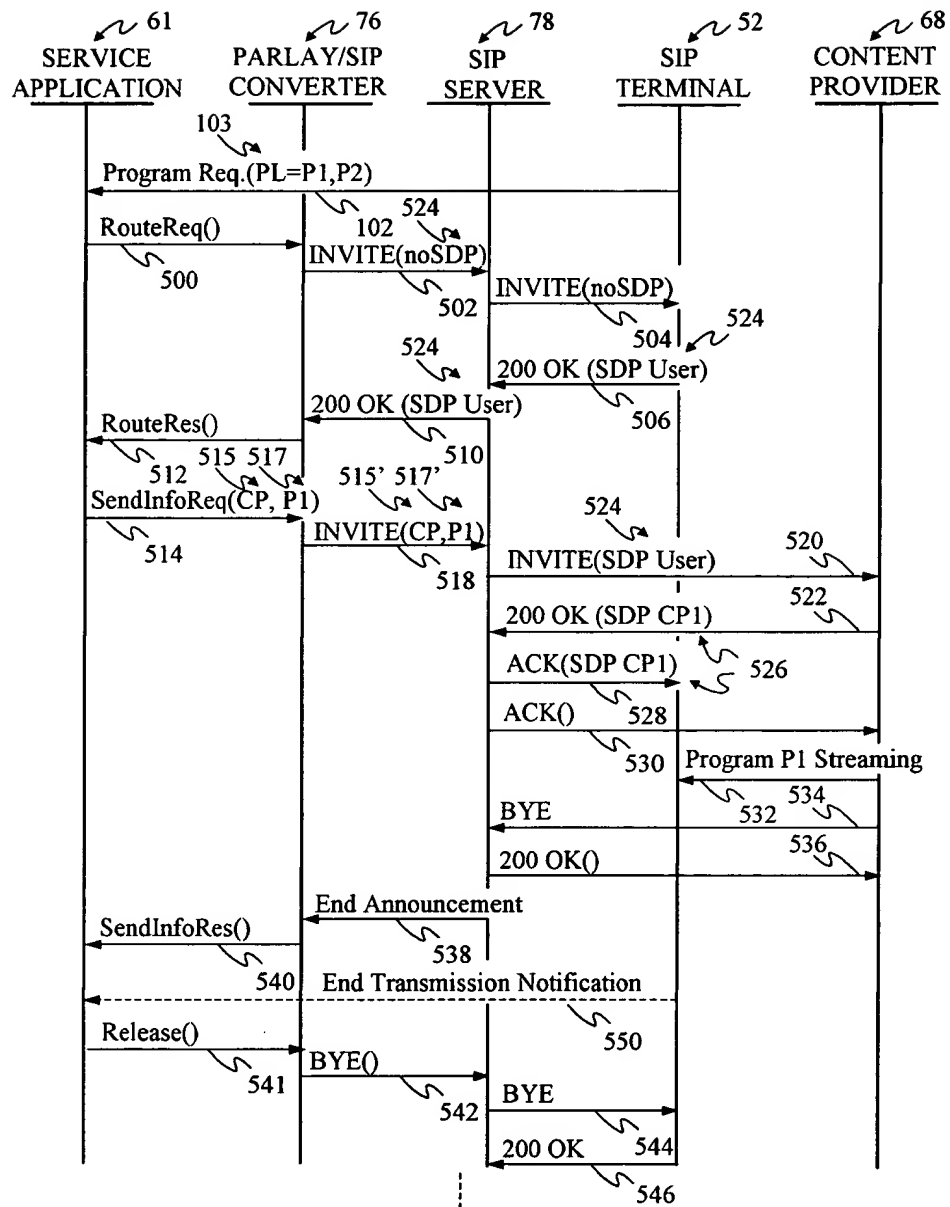 61 76 78 52 68
SERVICE APPLICATION
PARLAY/SIP CONVERTER
SIP SERVER
SIP TERMINAL
CONTENT PROVIDER
103
Program Req.(PL=P1,P2)
102
RouteReq()
500
524
INVITE(noSDP)
502
INVITE(noSDP)
504
524
200 OK (SDP User)
506
524
200 OK (SDP User)
510
RouteRes()
512
515 517
SendInfoReq(CP, P1)
514
515' 517'
INVITE(CP,P1)
518
524
INVITE(SDP User)
520
522
200 OK (SDP CP1)
526
ACK(SDP CP1)
528
ACK()
530
Program P1 Streaming
532
534
BYE
536
200 OK()
End Announcement
538
SendInfoRes()
540
End Transmission Notification
550
Release()
541
BYE()
542
BYE
544
200 OK
546